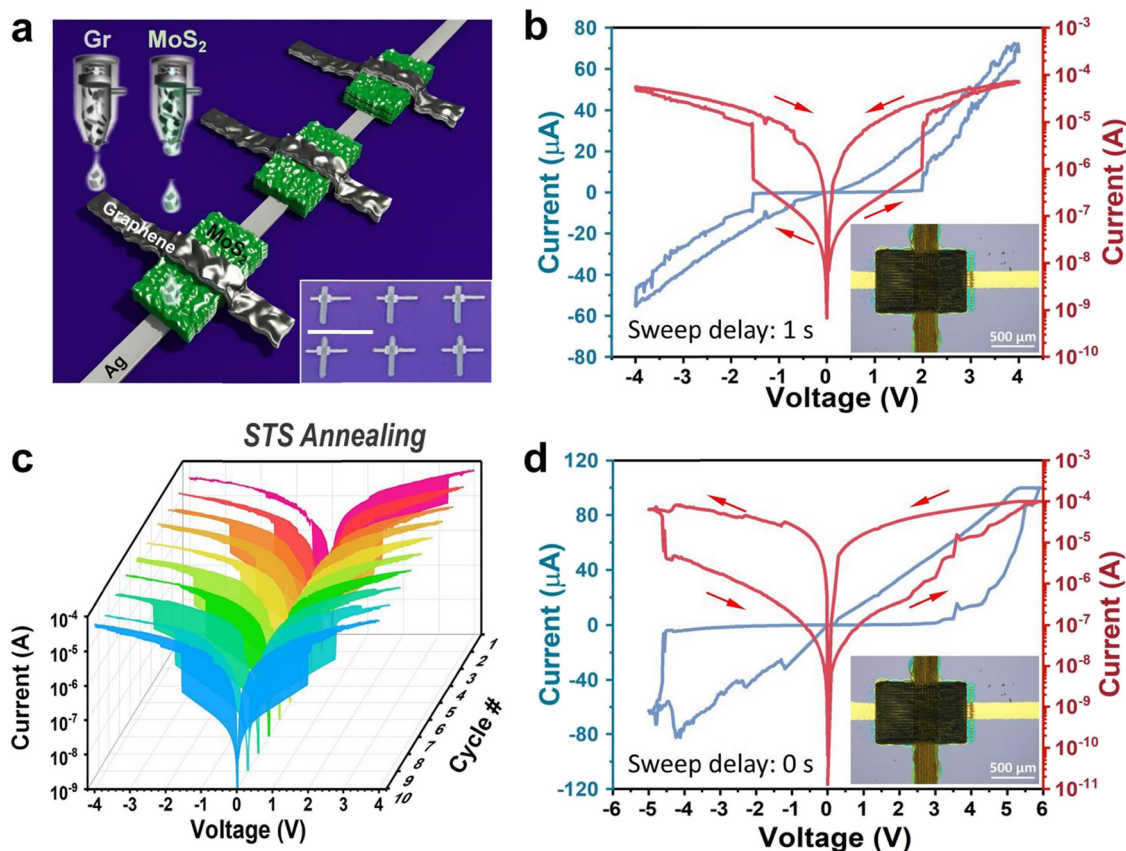 a
Gr
MoS₂
Graphene
MoS₂
Ag
b
Current (μA)
80
60
40
20
0
-20
-40
-60
-80
10⁻³
10⁻⁴
10⁻⁵
10⁻⁶
10⁻⁷
10⁻⁸
10⁻⁹
10⁻¹⁰
Current (A)
Sweep delay: 1 s
500 μm
-4 -3 -2 -1 0 1 2 3 4
Voltage (V)
c
STS Annealing
Current (A)
10⁻⁴
10⁻⁵
10⁻⁶
10⁻⁷
10⁻⁸
10⁻⁹
1
2
3
4
5
6
7
8
9
10
Cycle #
-4 -3 -2 -1 0 1 2 3 4
Voltage (V)
d
Current (μA)
120
80
40
0
-40
-80
-120
10⁻³
10⁻⁴
10⁻⁵
10⁻⁶
10⁻⁷
10⁻⁸
10⁻⁹
10⁻¹⁰
10⁻¹¹
Current (A)
Sweep delay: 0 s
500 μm
-5 -4 -3 -2 -1 0 1 2 3 4 5 6
Voltage (V)